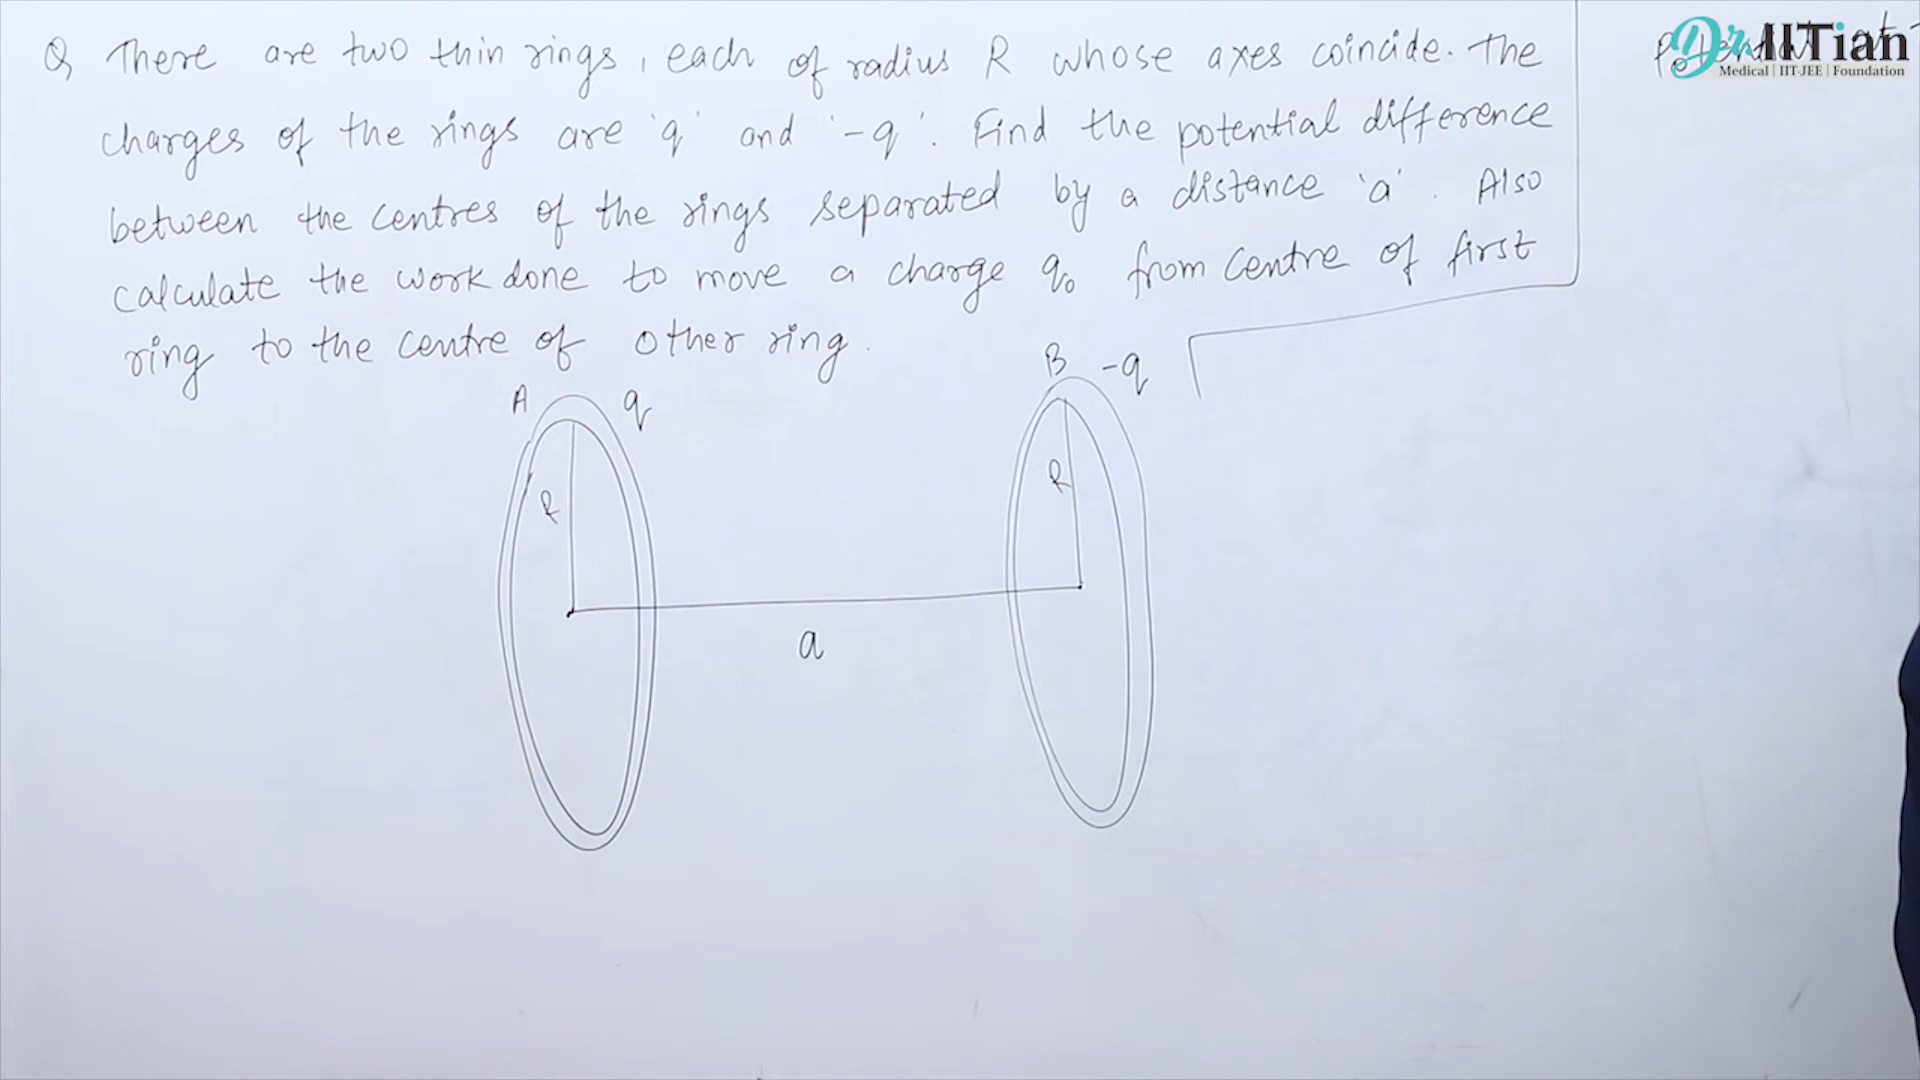 Q There are two thin rings, each of radius R whose axes coincide. The
charges of the rings are 'q' and '-q'. Find the potential difference
between the centres of the rings separated by a distance 'a'. Also
calculate the work done to move a charge q₀ from centre of first
ring to the centre of other ring.
Dr. IITian
Medical | IIT-JEE | Foundation
A q
B -q
R
R
a